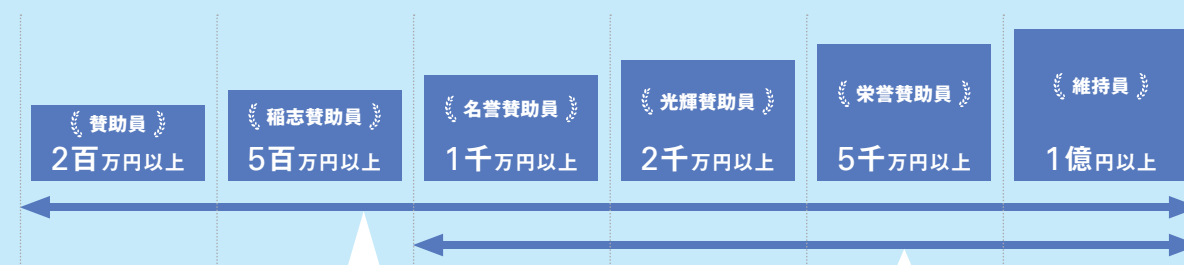 賛助員
2百万円以上
稲志賛助員
5百万円以上
名誉賛助員
1千万円以上
光輝賛助員
2千万円以上
栄誉賛助員
5千万円以上
維持員
1億円以上